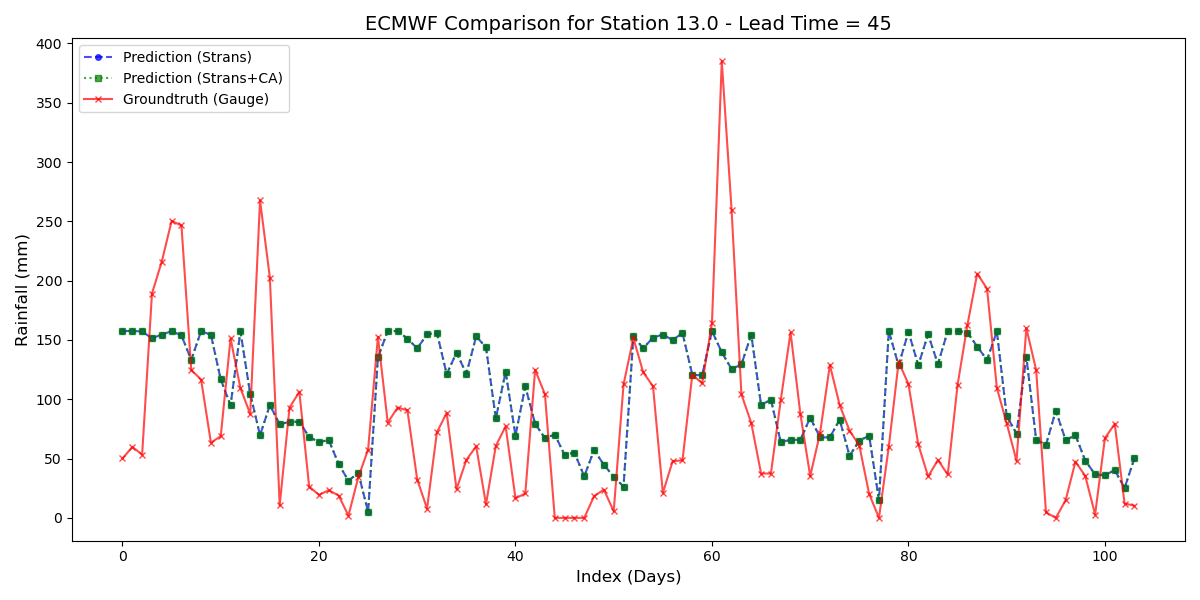 ECMWF Comparison for Station 13.0 - Lead Time = 45
Prediction (Strans)
Prediction (Strans+CA)
Groundtruth (Gauge)
Rainfall (mm)
400
350
300
250
200
150
100
50
0
0
20
40
60
80
100
Index (Days)